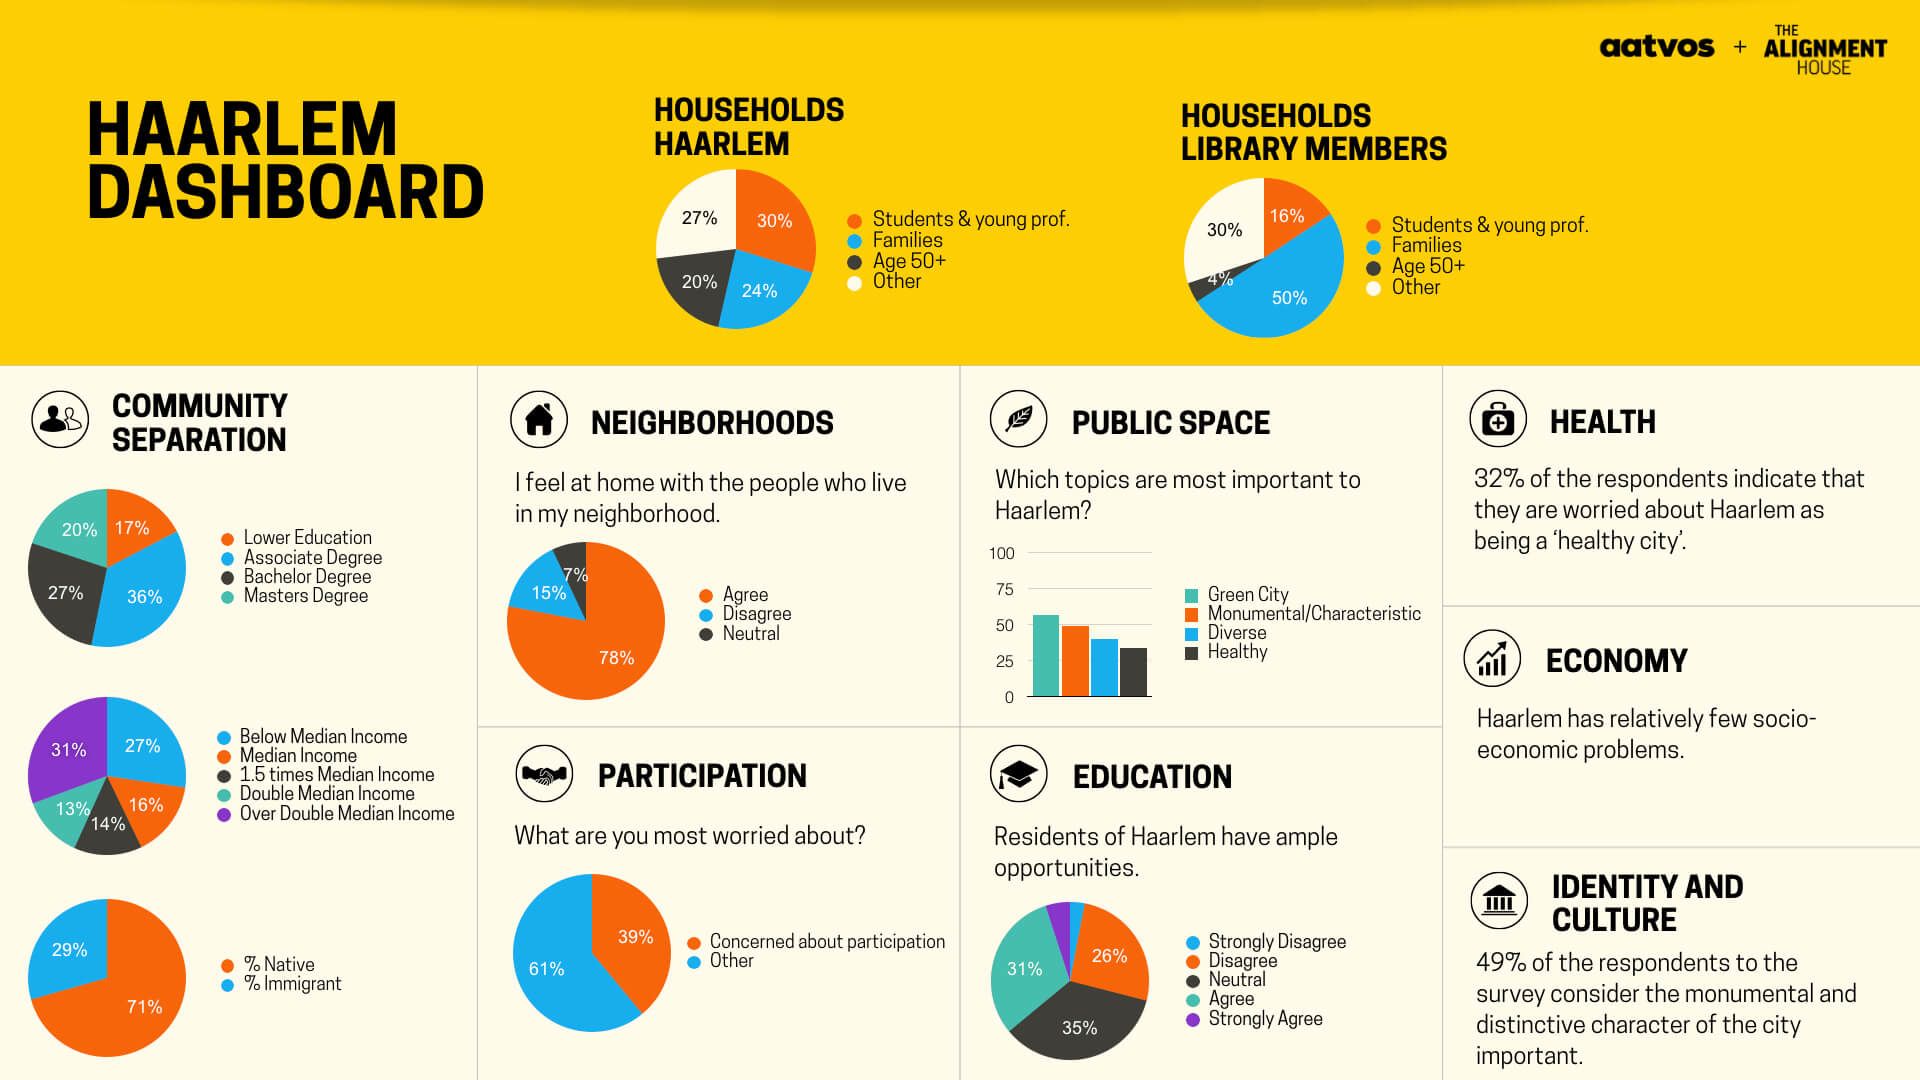 aatvos + THE
ALIGNMENT
HOUSE
HAARLEM
DASHBOARD
HOUSEHOLDS
HAARLEM
27%
30%
20%
24%
Students & young prof.
Families
Age 50+
Other
HOUSEHOLDS
LIBRARY MEMBERS
30%
16%
4%
50%
Students & young prof.
Families
Age 50+
Other
COMMUNITY
SEPARATION
20%
17%
27%
36%
Lower Education
Associate Degree
Bachelor Degree
Masters Degree
31%
27%
13%
16%
14%
Below Median Income
Median Income
1.5 times Median Income
Double Median Income
Over Double Median Income
29%
71%
% Native
% Immigrant
NEIGHBORHOODS
I feel at home with the people who live
in my neighborhood.
7%
15%
78%
Agree
Disagree
Neutral
PARTICIPATION
What are you most worried about?
39%
61%
Concerned about participation
Other
PUBLIC SPACE
Which topics are most important to
Haarlem?
100
75
50
25
0
Green City
Monumental/Characteristic
Diverse
Healthy
EDUCATION
Residents of Haarlem have ample
opportunities.
26%
31%
35%
Strongly Disagree
Disagree
Neutral
Agree
Strongly Agree
HEALTH
32% of the respondents indicate that
they are worried about Haarlem as
being a ‘healthy city’.
ECONOMY
Haarlem has relatively few socio-
economic problems.
IDENTITY AND
CULTURE
49% of the respondents to the
survey consider the monumental and
distinctive character of the city
important.